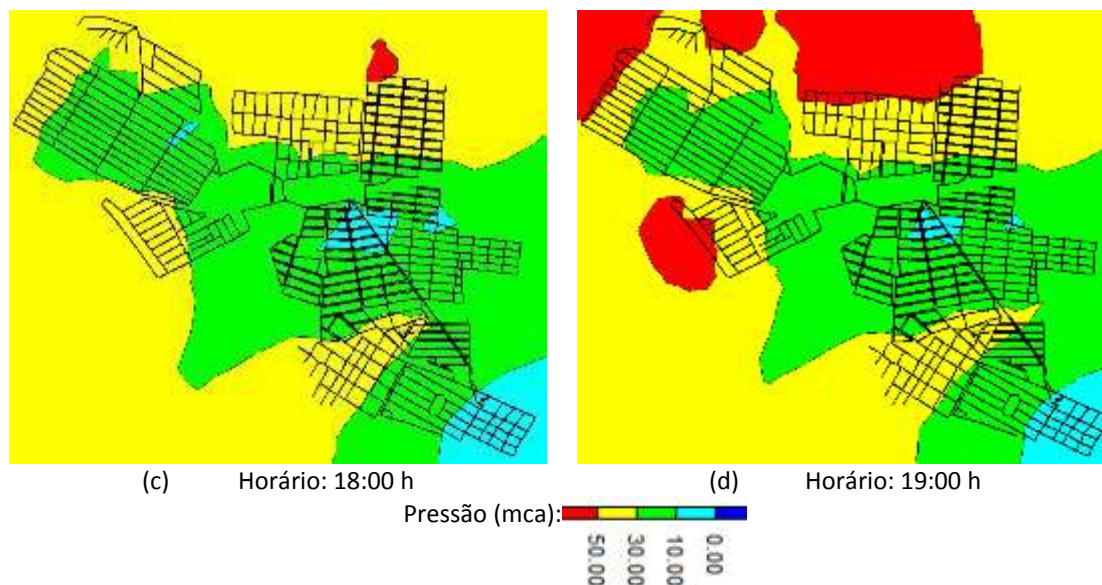 (c) Horário: 18:00 h
(d) Horário: 19:00 h
Pressão (mca):
50.00
30.00
10.00
0.00